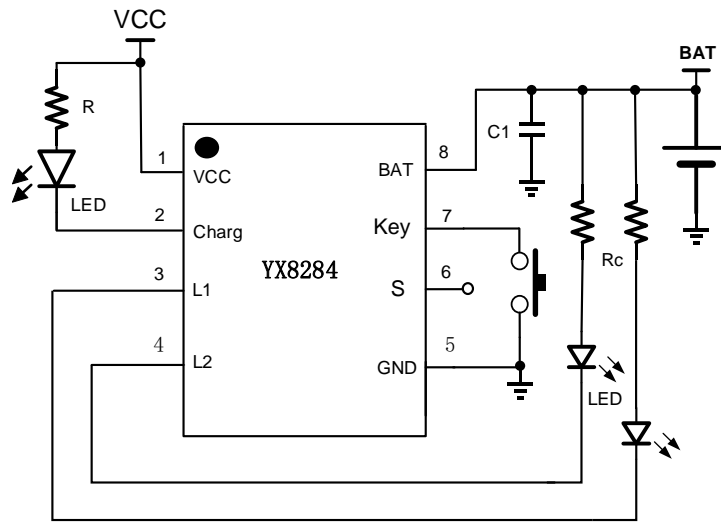 VCC
BAT
R
C1
1
8
VCC
BAT
LED
2
7
Charg
Key
Rc
YX8284
3
6
L1
S
4
5
L2
GND
LED